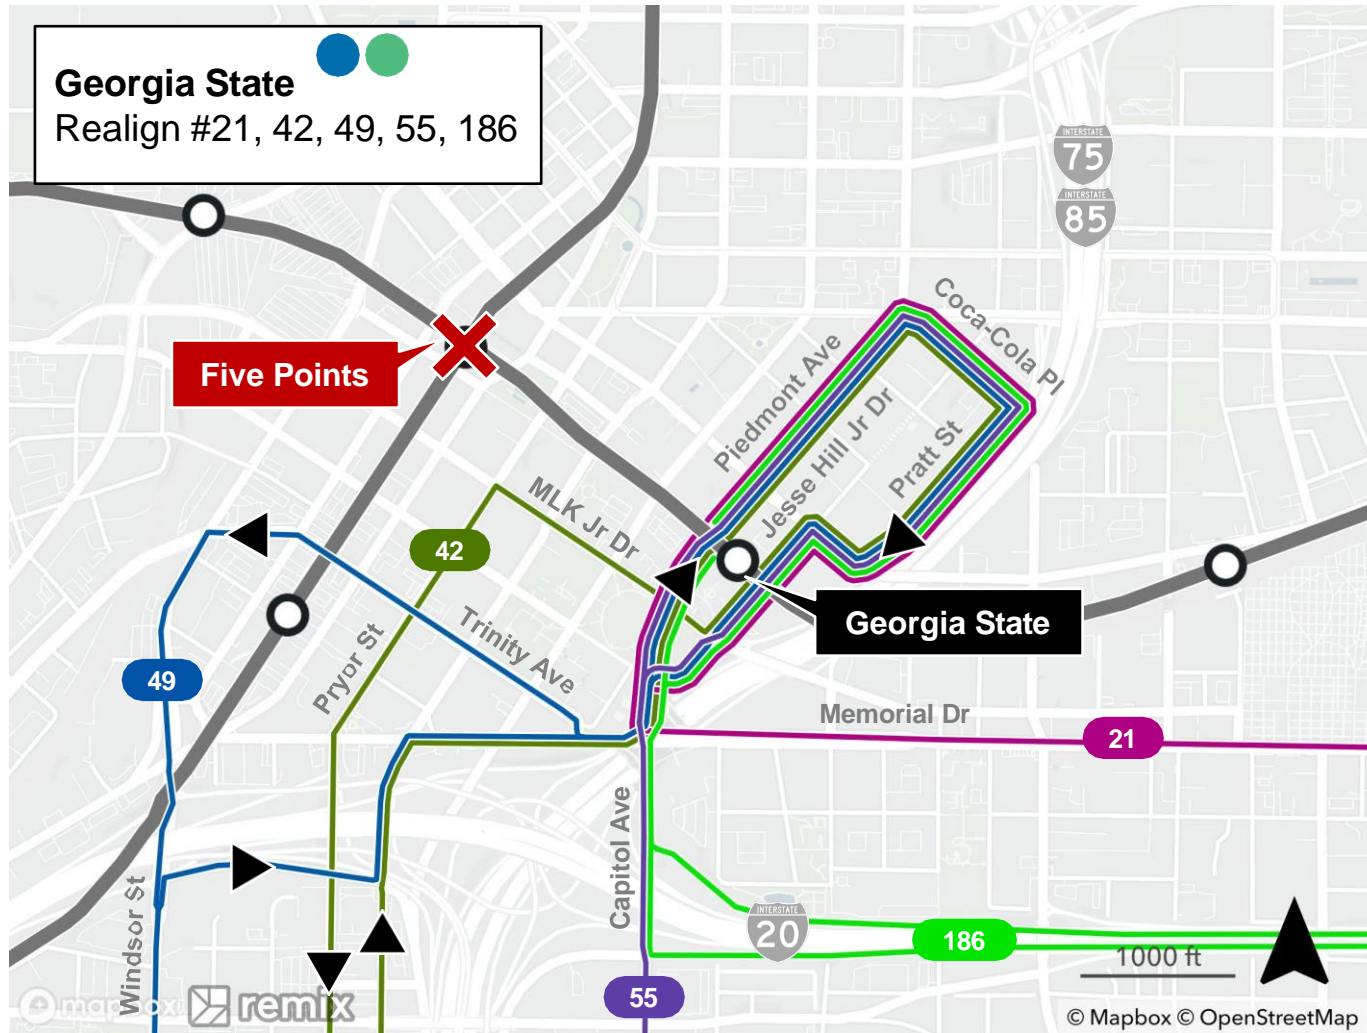 Georgia State
Realign #21, 42, 49, 55, 186
INTERSTATE
75
INTERSTATE
85
Coca-Cola Pl
Piedmont Ave
Five Points
Jesse Hill Jr Dr
Pratt St
MLK Jr Dr
42
Georgia State
Trinity Ave
Pryor St
49
Memorial Dr
21
Capitol Ave
Windsor St
INTERSTATE
20
186
1000 ft
55
mapbox
remix
© Mapbox © OpenStreetMap